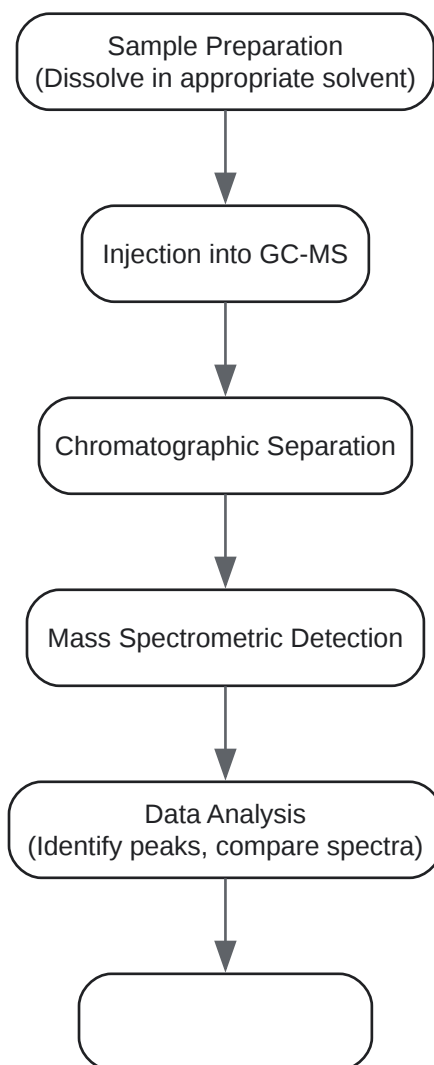 Sample Preparation
(Dissolve in appropriate solvent)
Injection into GC-MS
Chromatographic Separation
Mass Spectrometric Detection
Data Analysis
(Identify peaks, compare spectra)